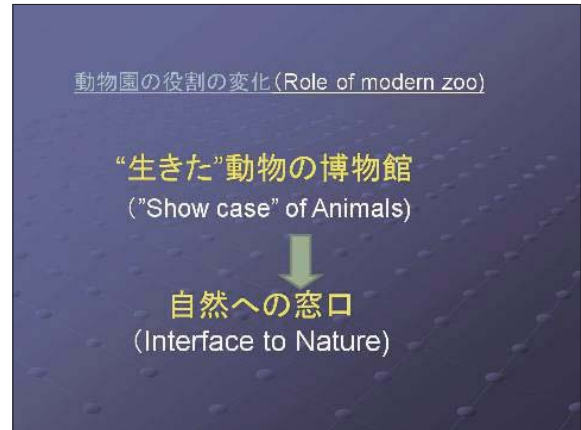 動物園の役割の変化(Role of modern zoo)
“生きた”動物の博物館
(”Show case” of Animals)
自然への窓口
(Interface to Nature)